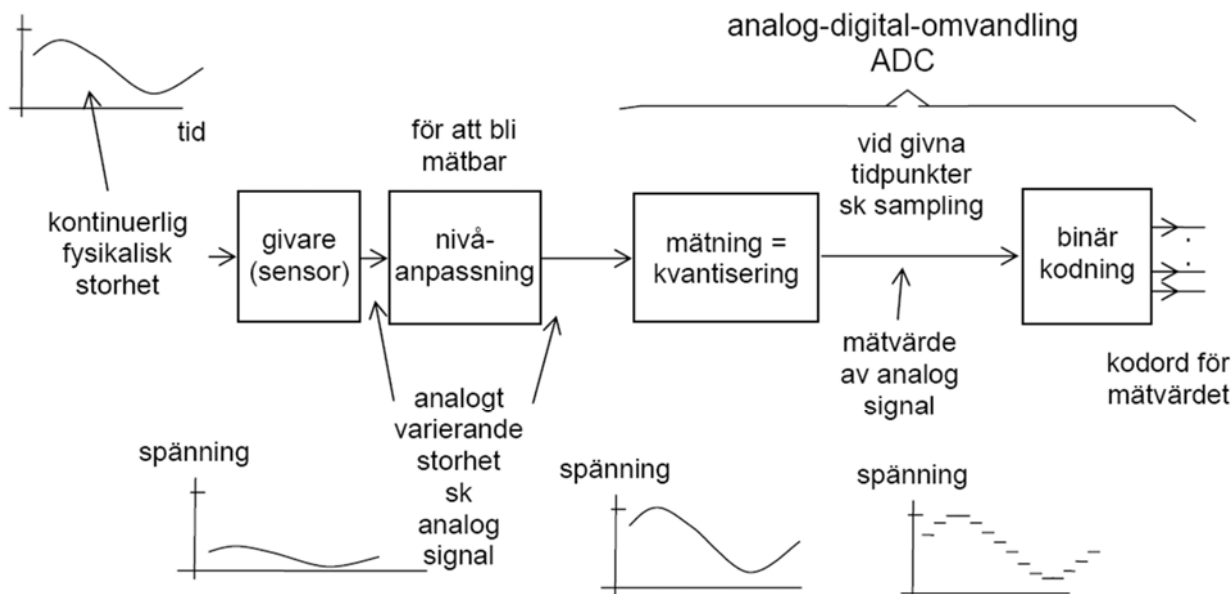 analog-digital-omvandling
ADC
tid
för att bli
mätbar
vid givna
tidpunkter
sk sampling
kontinuerlig
fysikalisk
storhet
givare
(sensor)
nivå-
anpassning
mätning =
kvantisering
binär
kodning
mätvärde
av analog
signal
kodord för
mätvärdet
analogt
varierande
storhet
sk
analog
signal
spänning
spänning
spänning